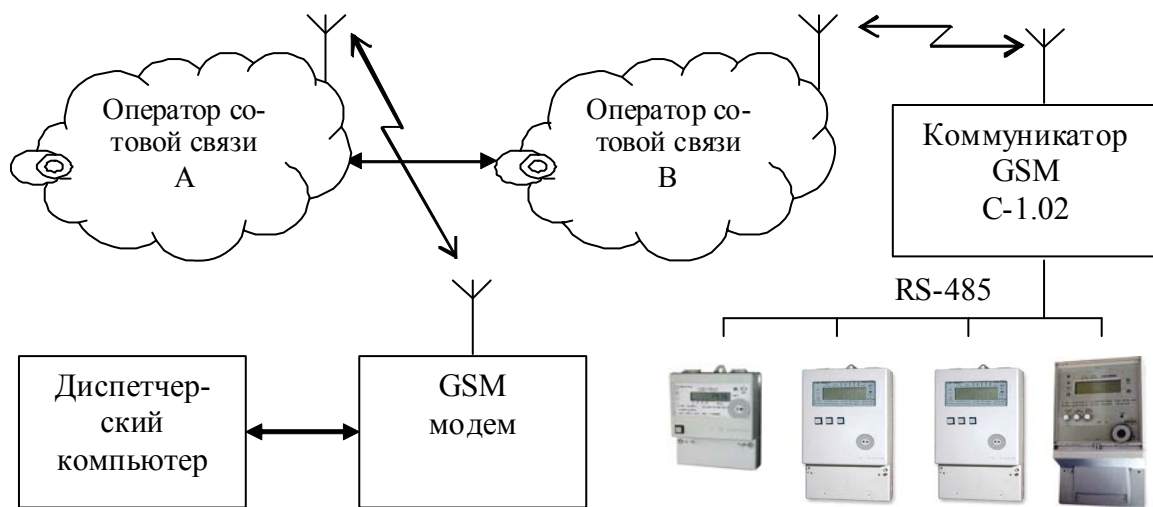 Оператор со-
товой связи
А
Оператор со-
товой связи
В
Коммуникатор
GSM
С-1.02
RS-485
Диспетчер-
ский
компьютер
GSM
модем